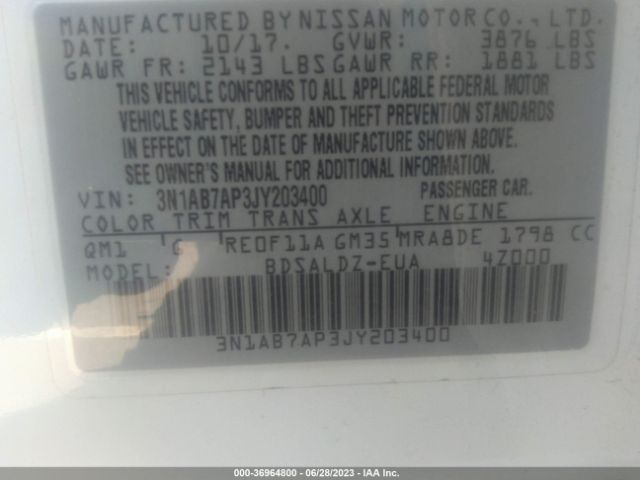 MANUFACTURED BY NISSAN MOTOR CO., LTD.
DATE: 10/17. GVWR: 3876 LBS
GAWR FR: 2143 LBS GAWR RR: 1881 LBS
THIS VEHICLE CONFORMS TO ALL APPLICABLE FEDERAL MOTOR
VEHICLE SAFETY, BUMPER AND THEFT PREVENTION STANDARDS
IN EFFECT ON THE DATE OF MANUFACTURE SHOWN ABOVE.
SEE OWNER'S MANUAL FOR ADDITIONAL INFORMATION.
VIN: 3N1AB7AP3JY203400 PASSENGER CAR.
COLOR TRIM TRANS AXLE ENGINE
QM1 G RE0F11A GM35 MRA8DE 1798 CC
MODEL: BDSALDZ-EUA 4Z000
3N1AB7AP3JY203400
000-36964800 06/28/2023 - Copyright © IAA, Inc.